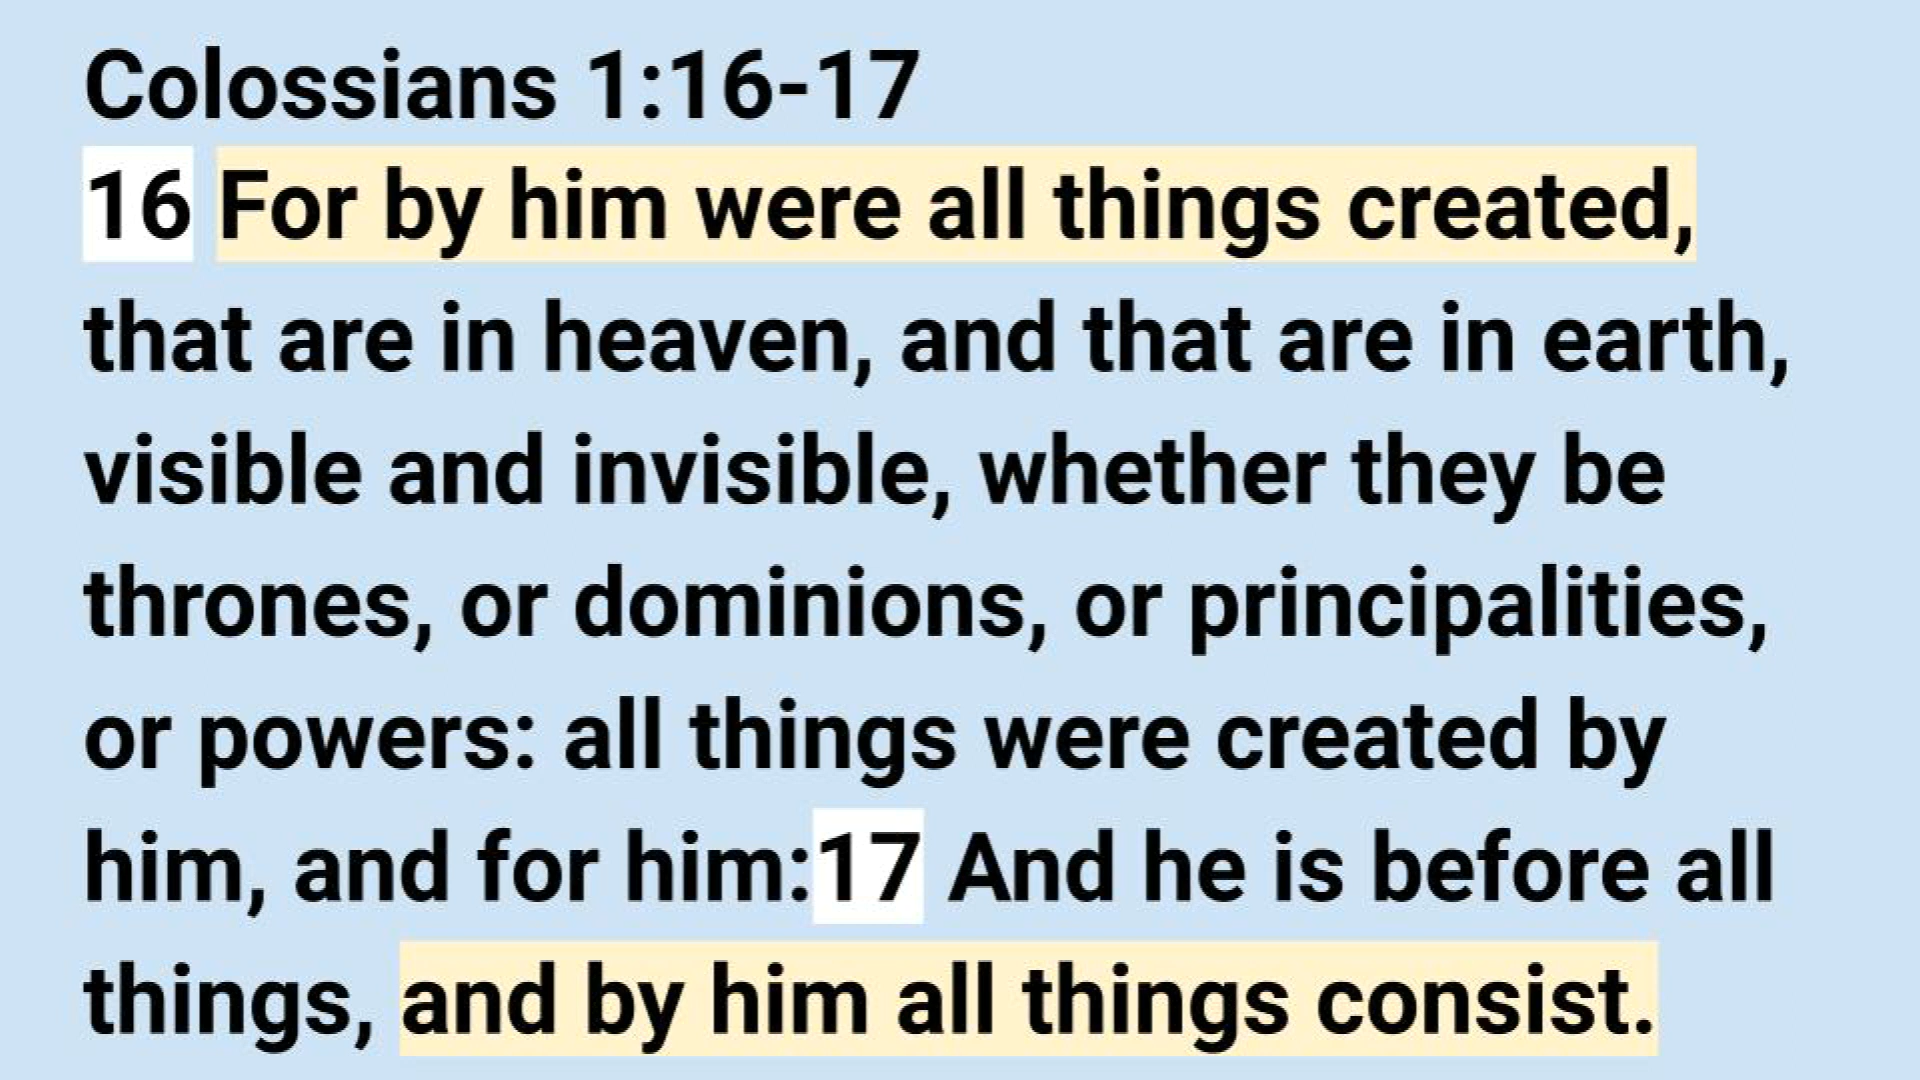 Colossians 1:16-17
16 For by him were all things created,
that are in heaven, and that are in earth,
visible and invisible, whether they be
thrones, or dominions, or principalities,
or powers: all things were created by
him, and for him:17 And he is before all
things, and by him all things consist.